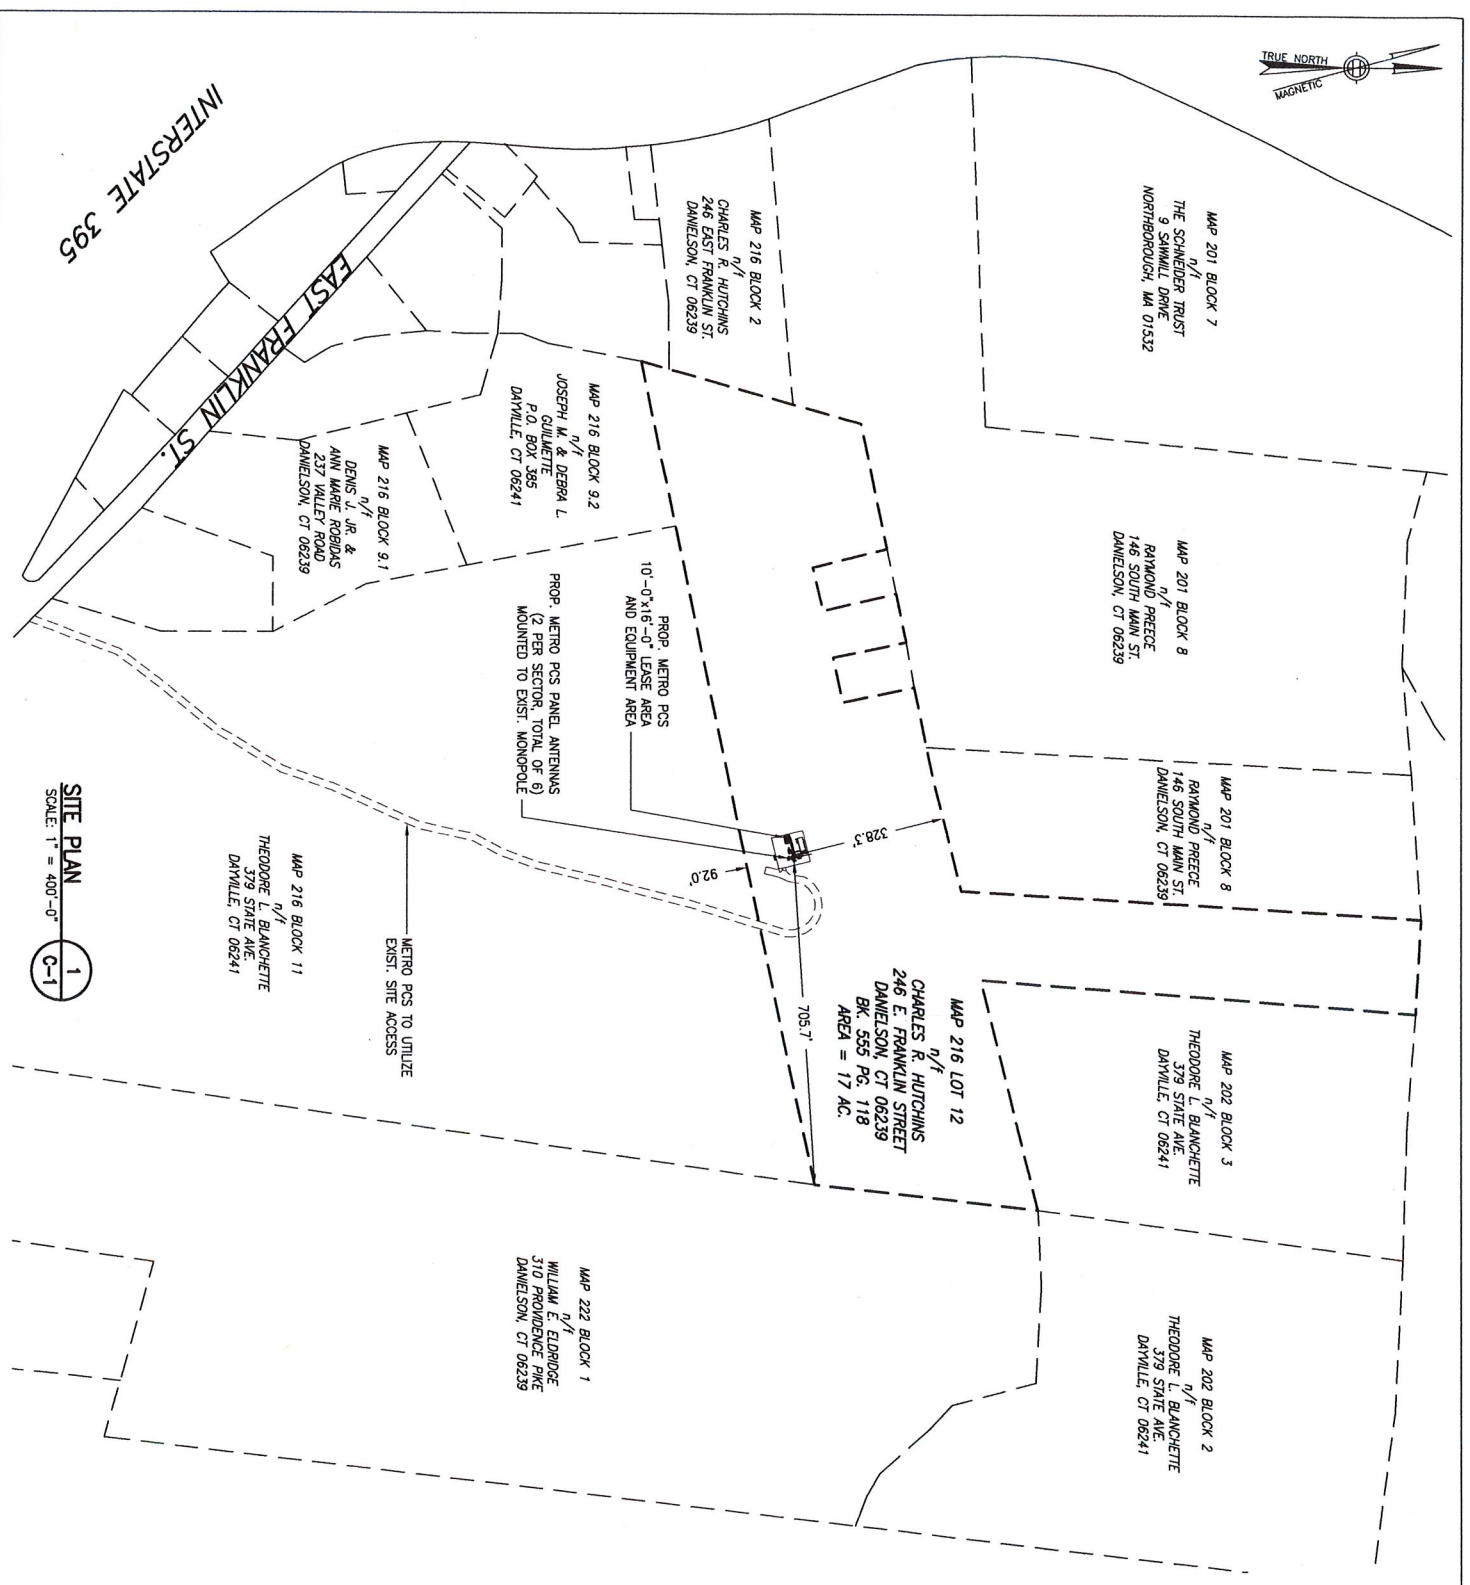 TRUE NORTH
MAGNETIC
INTERSTATE 395
EAST FRANKLIN ST.
MAP 201 BLOCK 7
n/f
THE SCHNEIDER TRUST
9 SAWMILL DRIVE
NORTHBOROUGH, MA 01532
MAP 201 BLOCK 8
n/f
RAYMOND PREECE
146 SOUTH MAIN ST.
DANIELSON, CT 06239
MAP 201 BLOCK 8
n/f
RAYMOND PREECE
146 SOUTH MAIN ST.
DANIELSON, CT 06239
MAP 202 BLOCK 3
n/f
THEODORE L. BLANCHETTE
379 STATE AVE.
DAYVILLE, CT 06241
MAP 202 BLOCK 2
n/f
THEODORE L. BLANCHETTE
379 STATE AVE.
DAYVILLE, CT 06241
MAP 216 BLOCK 2
n/f
CHARLES R. HUTCHINS
246 EAST FRANKLIN ST.
DANIELSON, CT 06239
MAP 216 LOT 12
n/f
CHARLES R. HUTCHINS
246 E. FRANKLIN STREET
DANIELSON, CT 06239
BK. 555 PG. 118
AREA = 17 AC.
328.3'
92.0'
705.7'
MAP 216 BLOCK 9.2
n/f
JOSEPH M. & DEBRA L.
GUILMETTE
P.O. BOX 385
DAYVILLE, CT 06241
PROP. METRO PCS
10'-0"x16'-0" LEASE AREA
AND EQUIPMENT AREA
PROP. METRO PCS PANEL ANTENNAS
(2 PER SECTOR, TOTAL OF 6)
MOUNTED TO EXIST. MONOPOLE
MAP 222 BLOCK 1
n/f
WILLIAM E. ELDRIDGE
310 PROVIDENCE PIKE
DANIELSON, CT 06239
MAP 216 BLOCK 9.1
n/f
DENIS J. JR. &
ANN MARIE ROBIDAS
237 VALLEY ROAD
DANIELSON, CT 06239
METRO PCS TO UTILIZE
EXIST. SITE ACCESS
MAP 216 BLOCK 11
n/f
THEODORE L. BLANCHETTE
379 STATE AVE.
DAYVILLE, CT 06241
SITE PLAN
SCALE: 1" = 400'-0"
1
C-1